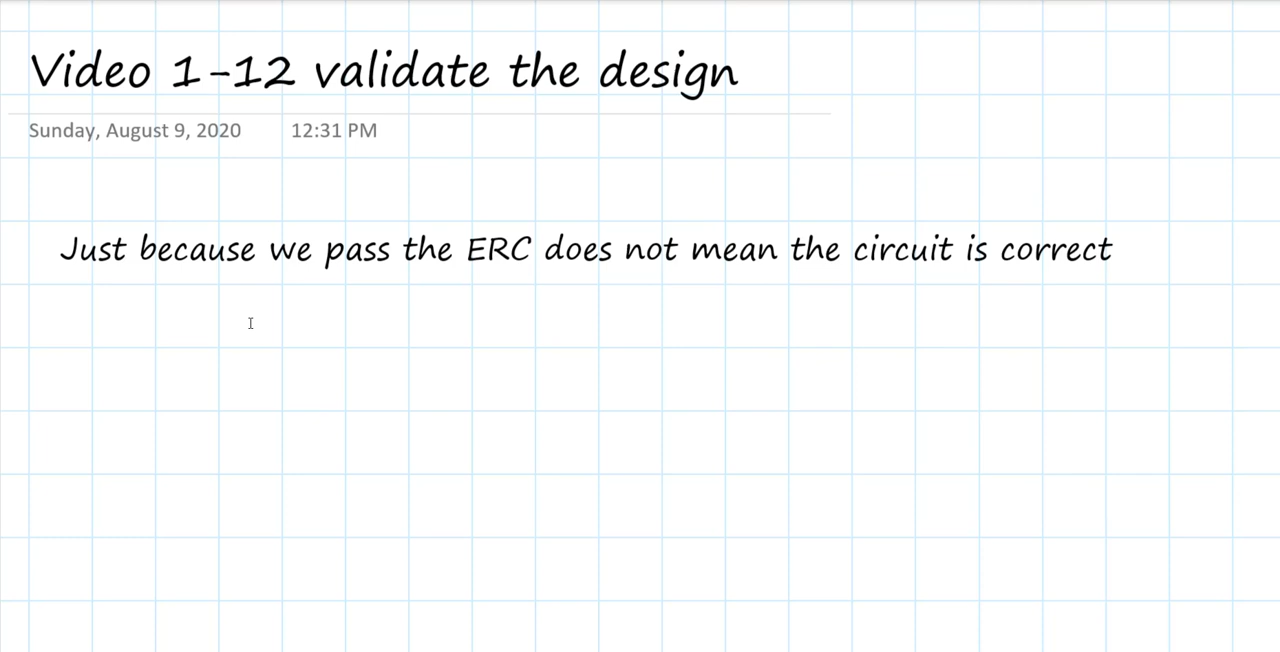 Video 1-12 validate the design
Sunday, August 9, 2020 12:31 PM
Just because we pass the ERC does not mean the circuit is correct